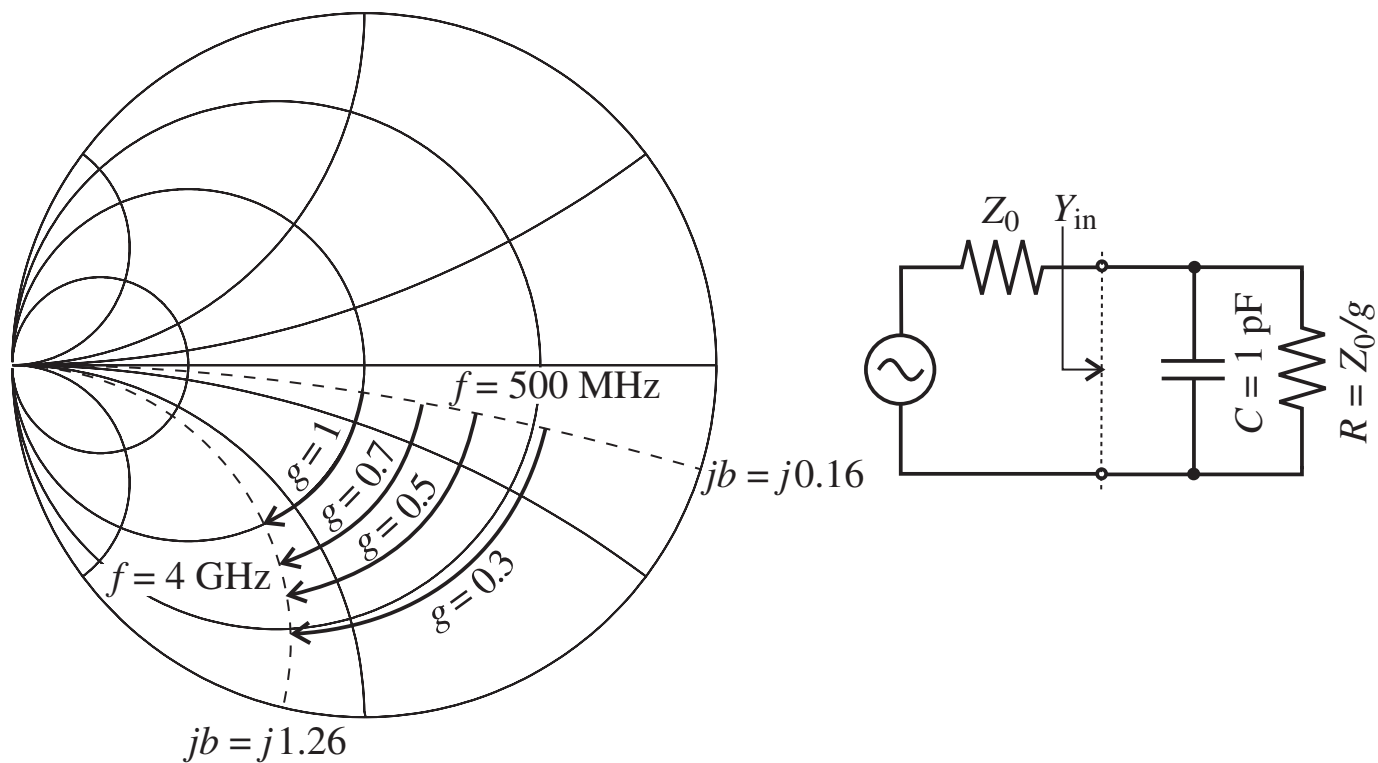 f = 500 MHz
g = 1
g = 0.7
g = 0.5
g = 0.3
f = 4 GHz
jb = j0.16
jb = j1.26
Z0
Yin
C = 1 pF
R = Z0/g